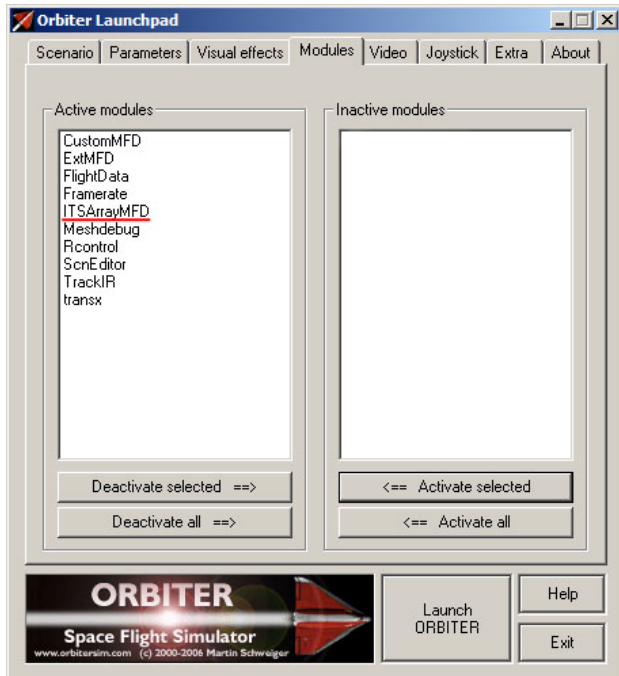 Orbiter Launchpad
Scenario Parameters Visual effects Modules Video Joystick Extra About
Active modules
CustomMFD
ExtMFD
FlightData
Framerate
ITSArrayMFD
Meshdebug
Rcontrol
ScnEditor
TrackIR
transx
Deactivate selected ==>
Deactivate all ==>
Inactive modules
<== Activate selected
<== Activate all
ORBITER
Space Flight Simulator
www.orbitersim.com (c) 2000-2006 Martin Schweiger
Launch
ORBITER
Help
Exit